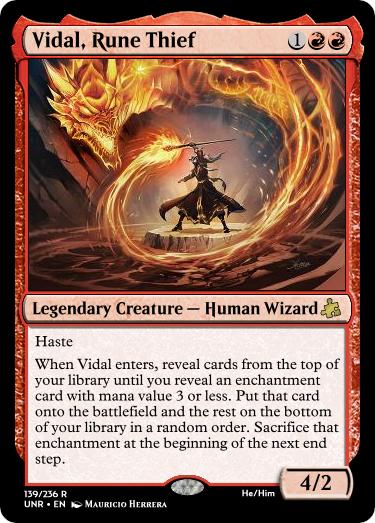 Vidal, Rune Thief 1
Legendary Creature — Human Wizard
Haste
When Vidal enters, reveal cards from the top of
your library until you reveal an enchantment
card with mana value 3 or less. Put that card
onto the battlefield and the rest on the bottom
of your library in a random order. Sacrifice that
enchantment at the beginning of the next end
step.
4/2
139/236 R He/Him
UNR • EN Mauricio Herrera